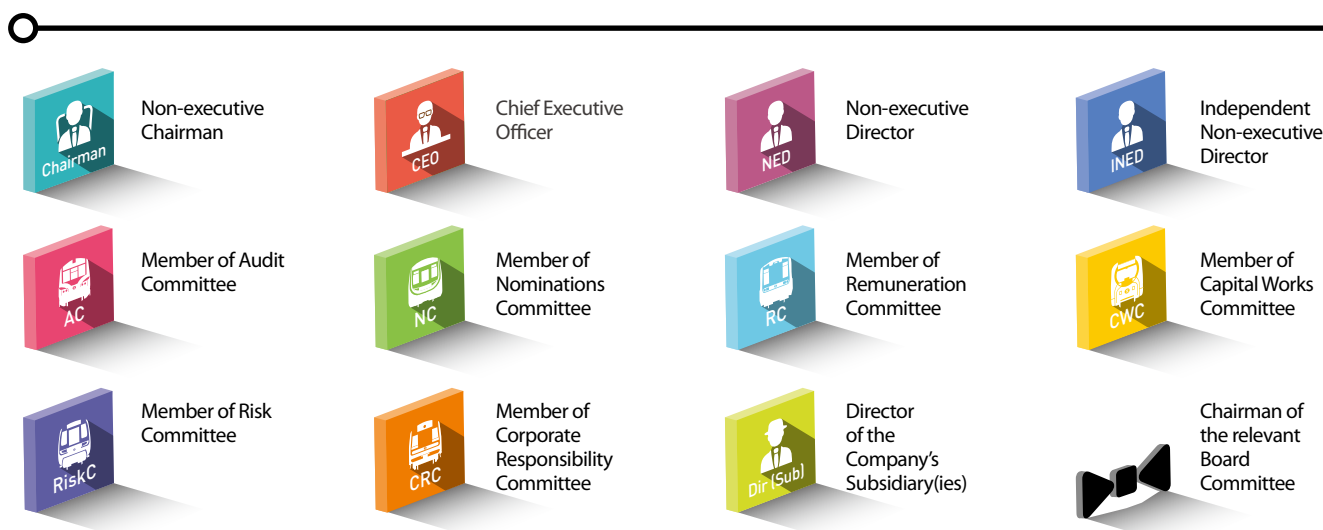 Chairman
Non-executive
Chairman
CEO
Chief Executive
Officer
NED
Non-executive
Director
INED
Independent
Non-executive
Director
AC
Member of Audit
Committee
NC
Member of
Nominations
Committee
RC
Member of
Remuneration
Committee
CWC
Member of
Capital Works
Committee
RiskC
Member of Risk
Committee
CRC
Member of
Corporate
Responsibility
Committee
Dir (Sub)
Director
of the
Company’s
Subsidiary(ies)
Chairman of
the relevant
Board
Committee